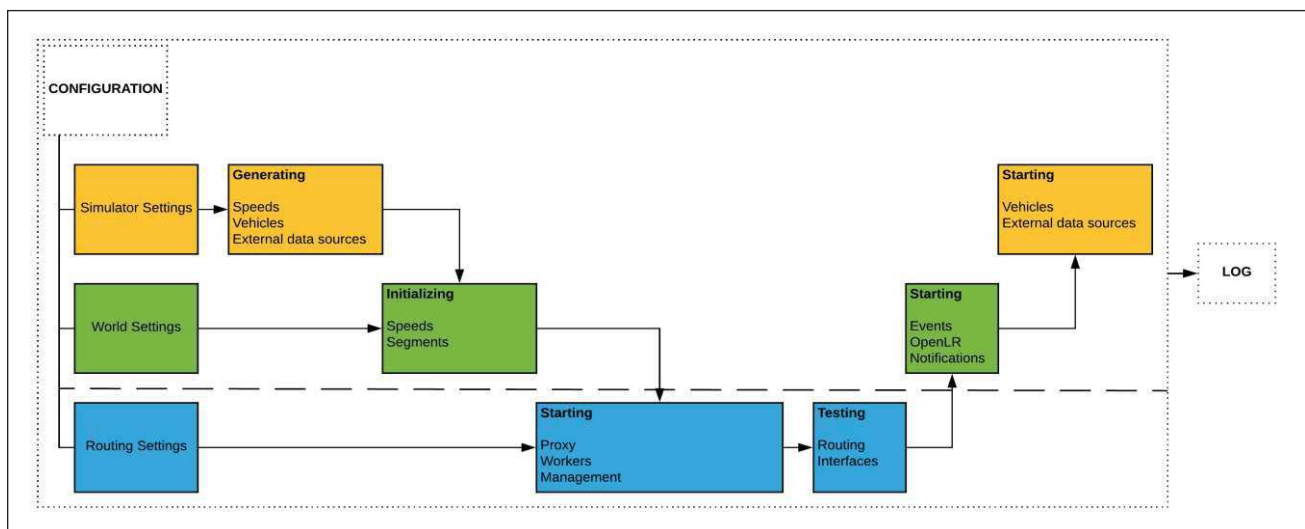 CONFIGURATION
Simulator Settings
Generating
Speeds
Vehicles
External data sources
Starting
Vehicles
External data sources
LOG
World Settings
Initializing
Speeds
Segments
Starting
Events
OpenLR
Notifications
Routing Settings
Starting
Proxy
Workers
Management
Testing
Routing
Interfaces